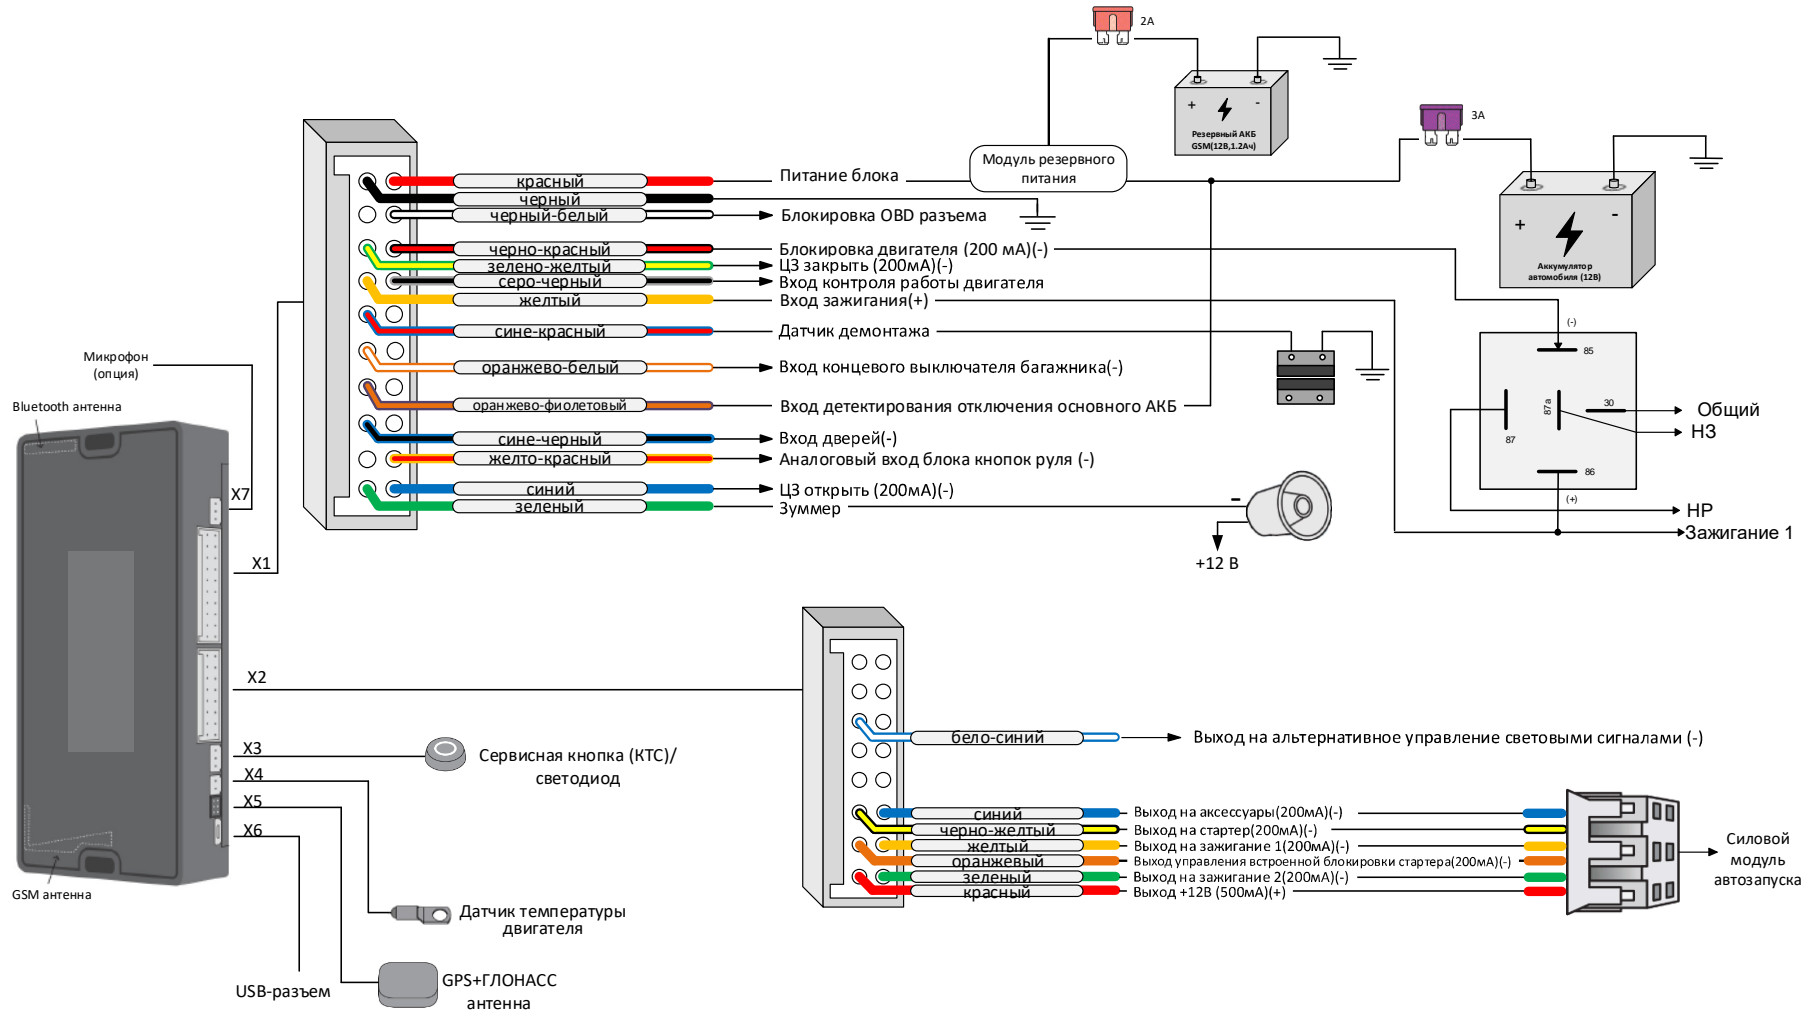 2А
+ -
Резервный АКБ
GSM(12В,1.2Ач)
3А
+ -
Аккумулятор
автомобиля (12В)
Модуль резервного
питания
красный
Питание блока
черный
черный-белый
Блокировка OBD разъема
черно-красный
Блокировка двигателя (200 мА)(-)
зелено-желтый
ЦЗ закрыть (200мА)(-)
серо-черный
Вход контроля работы двигателя
желтый
Вход зажигания(+)
сине-красный
Датчик демонтажа
оранжево-белый
Вход концевого выключателя багажника(-)
оранжево-фиолетовый
Вход детектирования отключения основного АКБ
сине-черный
Вход дверей(-)
желто-красный
Аналоговый вход блока кнопок руля (-)
синий
ЦЗ открыть (200мА)(-)
зеленый
Зуммер
-
+12 В
(-)
85
87а
30
87
86
(+)
Общий
НЗ
НР
Зажигание 1
Микрофон
(опция)
Bluetooth антенна
GSM антенна
X7
X1
X2
X3
X4
X5
X6
Сервисная кнопка (КТС)/
светодиод
Датчик температуры
двигателя
GPS+ГЛОНАСС
антенна
USB-разъем
бело-синий
Выход на альтернативное управление световыми сигналами (-)
синий
Выход на аксессуары(200мА)(-)
черно-желтый
Выход на стартер(200мА)(-)
желтый
Выход на зажигание 1(200мА)(-)
оранжевый
Выход управления встроенной блокировки стартера(200мА)(-)
зеленый
Выход на зажигание 2(200мА)(-)
красный
Выход +12В (500мА)(+)
Силовой
модуль
автозапуска